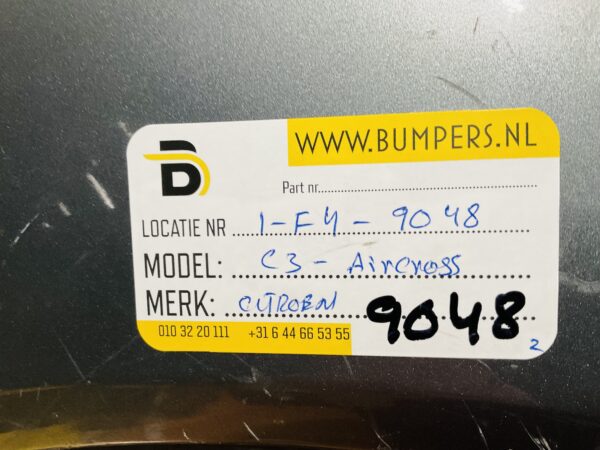 WWW.BUMPERS.NL
B
Part nr.
LOCATIE NR 1-F4-9048
MODEL: C3 - Aircross
MERK: CITROEN
010 32 20 111 +31 6 44 66 53 55
9048
2